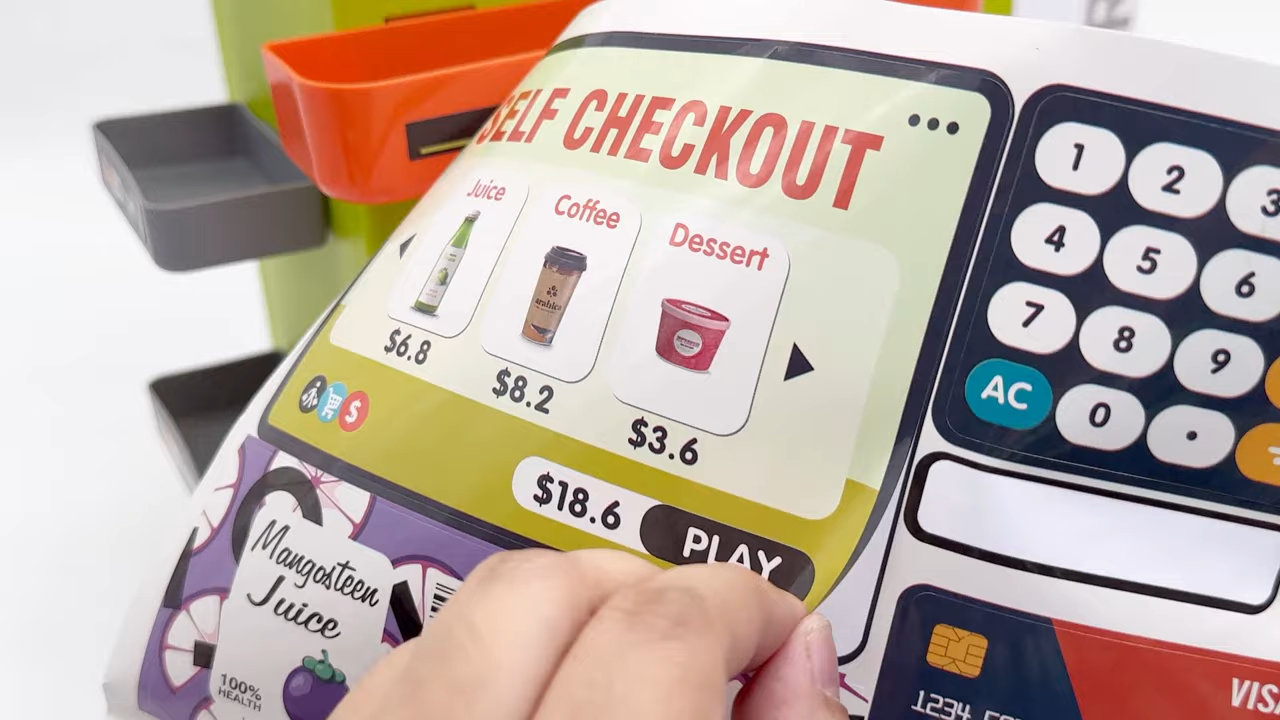 SELF CHECKOUT
Juice
Coffee
Dessert
arabica
$6.8
$8.2
$3.6
$
$18.6
PLAY
1 2 3
4 5 6
7 8 9
AC 0 .
Mangosteen
Juice
100%
HEALTH
VISA
1234